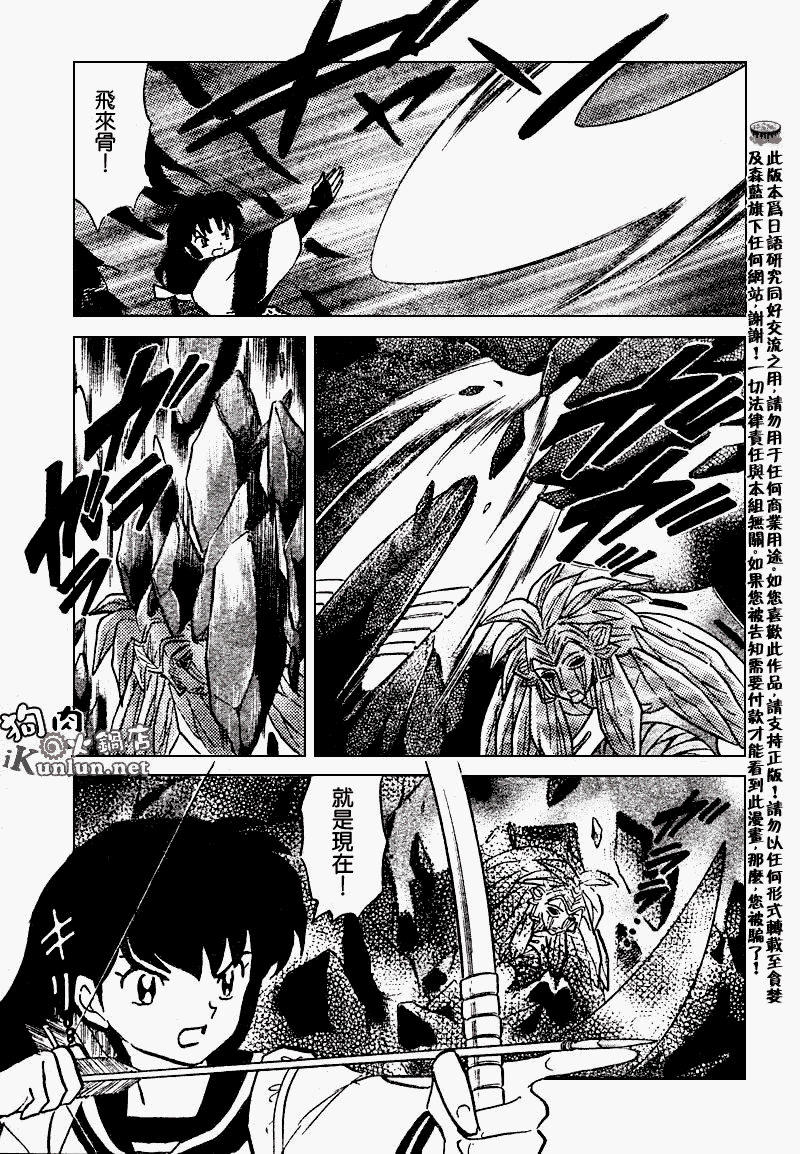 飛來骨！
ガガガ
ガガ
就是現在！
キ
狗肉火鍋店
iKunlun.net
此版本爲日語研究同好交流之用，請勿用于任何商業用途。如您喜歡此作品，請支持正版！請勿以任何形式轉載至貪婪
及森藍旗下任何網站，謝謝！一切法律責任與本組無關。如果您被告知需要付款才能看到此漫畫，那麼，您被騙了！